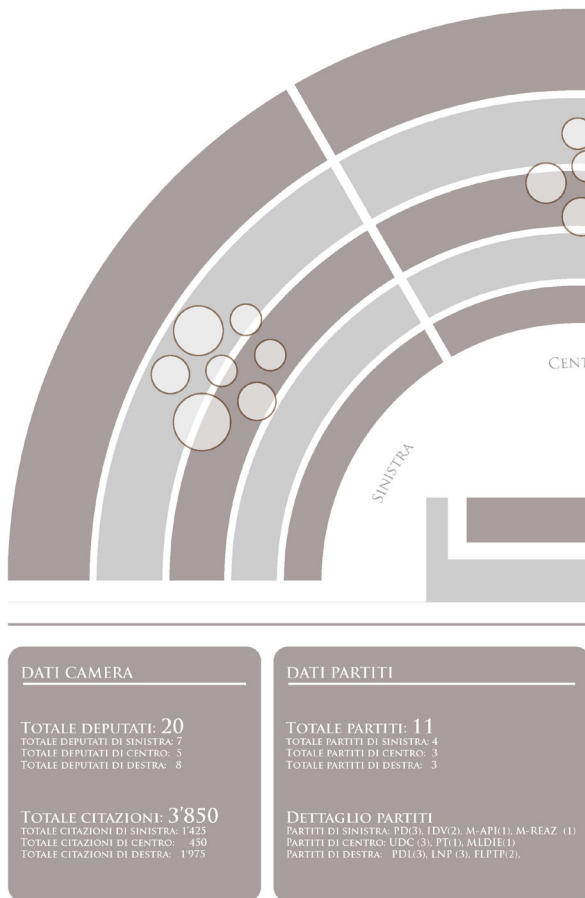 CENT
SINISTRA
DATI CAMERA
TOTALE DEPUTATI: 20
TOTALE DEPUTATI DI SINISTRA: 7
TOTALE DEPUTATI DI CENTRO: 5
TOTALE DEPUTATI DI DESTRA: 8
TOTALE CITAZIONI: 3'850
TOTALE CITAZIONI DI SINISTRA: 1'425
TOTALE CITAZIONI DI CENTRO: 450
TOTALE CITAZIONI DI DESTRA: 1'975
DATI PARTITI
TOTALE PARTITI: 11
TOTALE PARTITI DI SINISTRA: 4
TOTALE PARTITI DI CENTRO: 3
TOTALE PARTITI DI DESTRA: 3
DETTAGLIO PARTITI
PARTITI DI SINISTRA: PD(3), IDV(2), M-API(1), M-REAZ (1)
PARTITI DI CENTRO: UDC (3), PT(1), MLDIE(1)
PARTITI DI DESTRA: PDL(3), LNP (3), FLPTP(2),